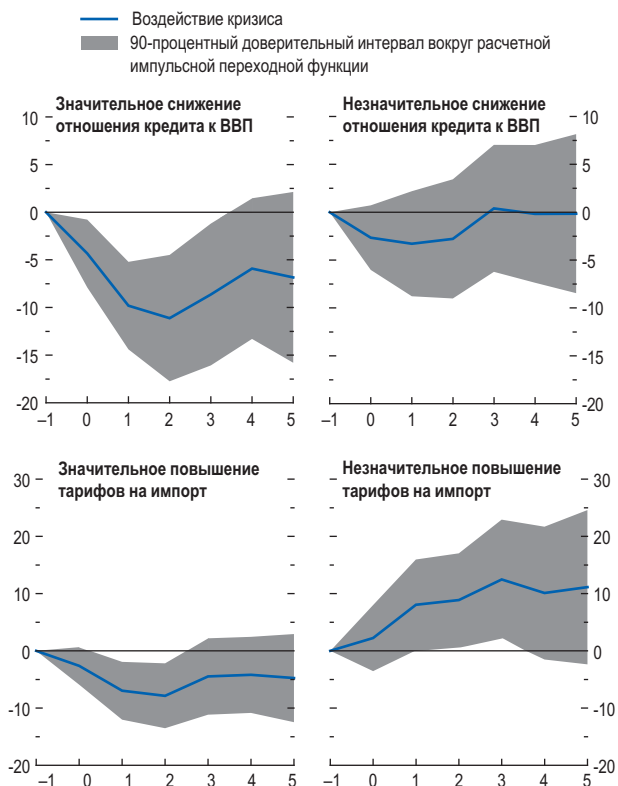 Воздействие кризиса
90-процентный доверительный интервал вокруг расчетной
импульсной переходной функции
Значительное снижение
отношения кредита к ВВП
10
5
0
-5
-10
-15
-20
–1 0 1 2 3 4 5
Незначительное снижение
отношения кредита к ВВП
10
5
0
-5
-10
-15
-20
–1 0 1 2 3 4 5
Значительное повышение
тарифов на импорт
30
20
10
0
-10
-20
–1 0 1 2 3 4 5
Незначительное повышение
тарифов на импорт
30
20
10
0
-10
-20
–1 0 1 2 3 4 5